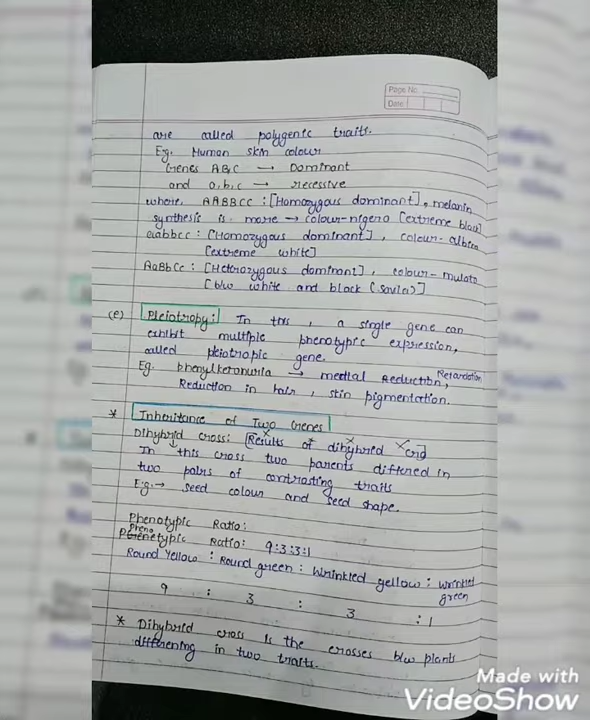 Page No.
Date
are called polygenic traits.
Eg. Human skin colour
Genes A,B,C → Dominant
and a,b,c → recessive
where, AABBCC : [Homozygous dominant], melanin
synthesis is more → colour-nigero [extreme black]
aabbcc : [Homozygous dominant], colour-albino
[extreme white]
AaBbCc : [Heterozygous dominant], colour-mulato
[b/w white and black (
(e) Pleiotropy: In this, a single gene can
exhibit multiple phenotypic expression,
called pleiotropic gene.
Eg. phenylketonuria → mental Reduction, Retardation
Reduction in hair, skin pigmentation.
* Inheritance of Two Genes
Dihybrid cross: [Results of dihybrid
In this cross two parents differed in
two pairs of contrasting traits
E.g. → seed colour and seed shape.
Phenotypic Ratio:
Pheno
Ratio: 9:3:3:1
Round Yellow : Round green : wrinkled yellow : wrinkled
green
9 : 3 : 3 : 1
* Dihybrid cross is the crosses b/w plants
differening in two traits.
Made with
VideoShow